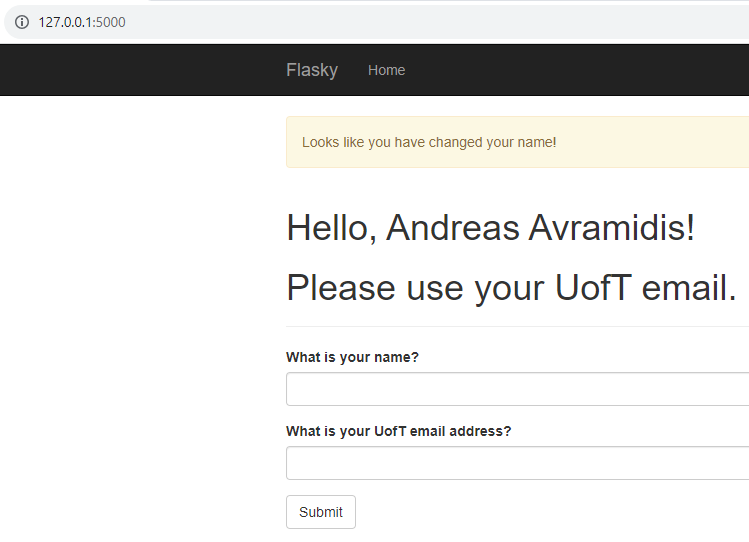 127.0.0.1:5000
Flasky Home
Looks like you have changed your name!
Hello, Andreas Avramidis!
Please use your UofT email.
What is your name?
What is your UofT email address?
Submit